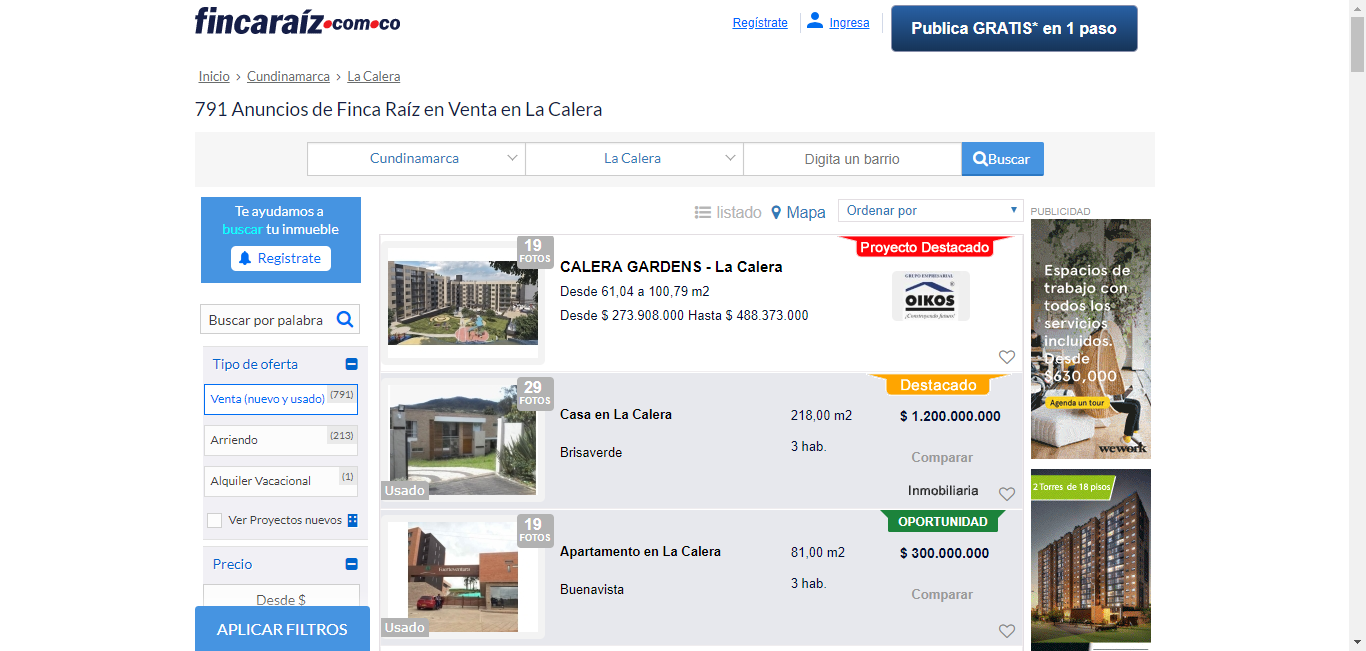 fincaraíz.com.co
Regístrate
Ingresa
Publica GRATIS* en 1 paso
Inicio › Cundinamarca › La Calera
791 Anuncios de Finca Raíz en Venta en La Calera
Cundinamarca
La Calera
Digita un barrio
Buscar
Te ayudamos a
buscar tu inmueble
Registrate
Buscar por palabra
Tipo de oferta
Venta (nuevo y usado) (791)
Arriendo (213)
Alquiler Vacacional (1)
Ver Proyectos nuevos
Precio
Desde $
APLICAR FILTROS
listado
Mapa
Ordenar por
19
FOTOS
CALERA GARDENS - La Calera
Desde 61,04 a 100,79 m2
Desde $ 273.908.000 Hasta $ 488.373.000
Proyecto Destacado
GRUPO EMPRESARIAL
OIKOS
¡Construyendo futuro!
29
FOTOS
Usado
Casa en La Calera
Brisaverde
218,00 m2
3 hab.
Destacado
$ 1.200.000.000
Comparar
Inmobiliaria
19
FOTOS
Usado
Apartamento en La Calera
Buenavista
81,00 m2
3 hab.
OPORTUNIDAD
$ 300.000.000
Comparar
PUBLICIDAD
Espacios de
trabajo con
todos los
servicios
incluidos.
Desde
$630,000
Agenda un tour
wework
2 Torres de 18 pisos